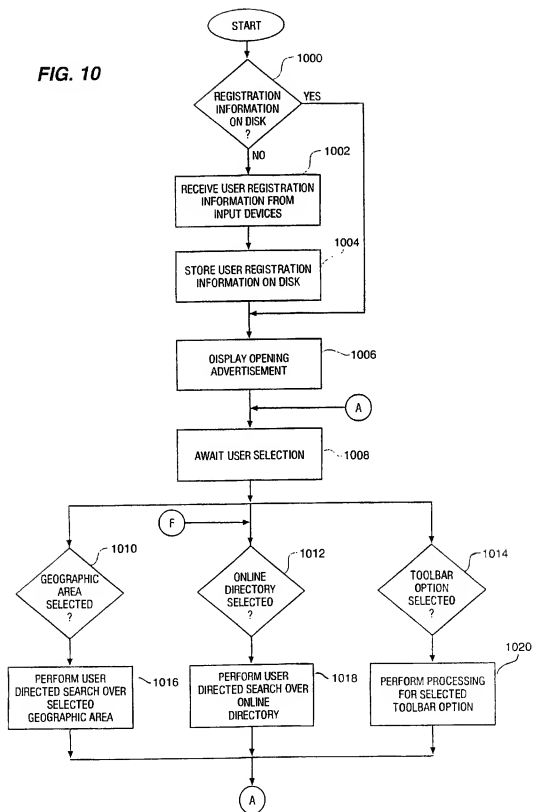 START
FIG. 10
1000
REGISTRATION
INFORMATION
ON DISK
?
YES
NO
1002
RECEIVE USER REGISTRATION
INFORMATION FROM
INPUT DEVICES
1004
STORE USER REGISTRATION
INFORMATION ON DISK
DISPLAY OPENING
ADVERTISEMENT
1006
A
AWAIT USER SELECTION
1008
F
1010
GEOGRAPHIC
AREA
SELECTED
?
1012
ONLINE
DIRECTORY
SELECTED
?
1014
TOOLBAR
OPTION
SELECTED
?
PERFORM USER
DIRECTED SEARCH OVER
SELECTED
GEOGRAPHIC AREA
1016
PERFORM USER
DIRECTED SEARCH OVER
ONLINE
DIRECTORY
1018
PERFORM PROCESSING
FOR SELECTED
TOOLBAR OPTION
1020
A